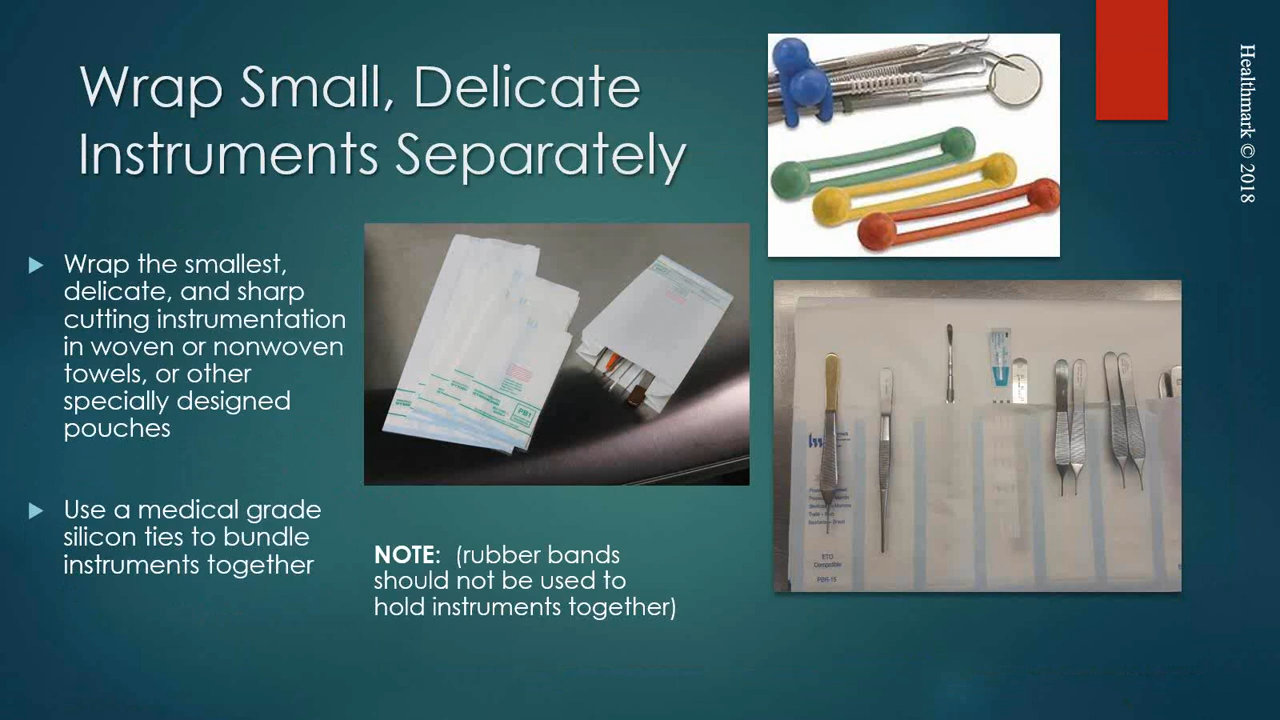 Wrap Small, Delicate
Instruments Separately
Healthmark © 2018
Wrap the smallest,
delicate, and sharp
cutting instrumentation
in woven or nonwoven
towels, or other
specially designed
pouches
Use a medical grade
silicon ties to bundle
instruments together
NOTE: (rubber bands
should not be used to
hold instruments together)
PB1
ETO
Compatible
PBR-15